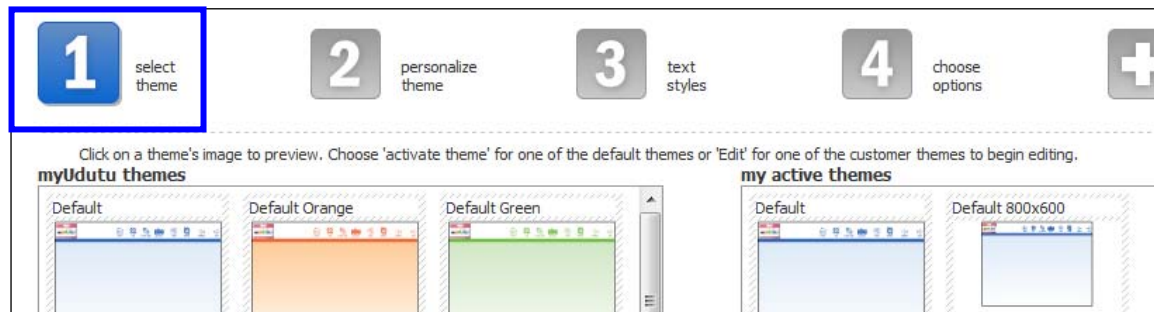 1 select
theme
2 personalize
theme
3 text
styles
4 choose
options
+
Click on a theme's image to preview. Choose 'activate theme' for one of the default themes or 'Edit' for one of the customer themes to begin editing.
myUdutu themes
Default Default Orange Default Green
my active themes
Default Default 800x600